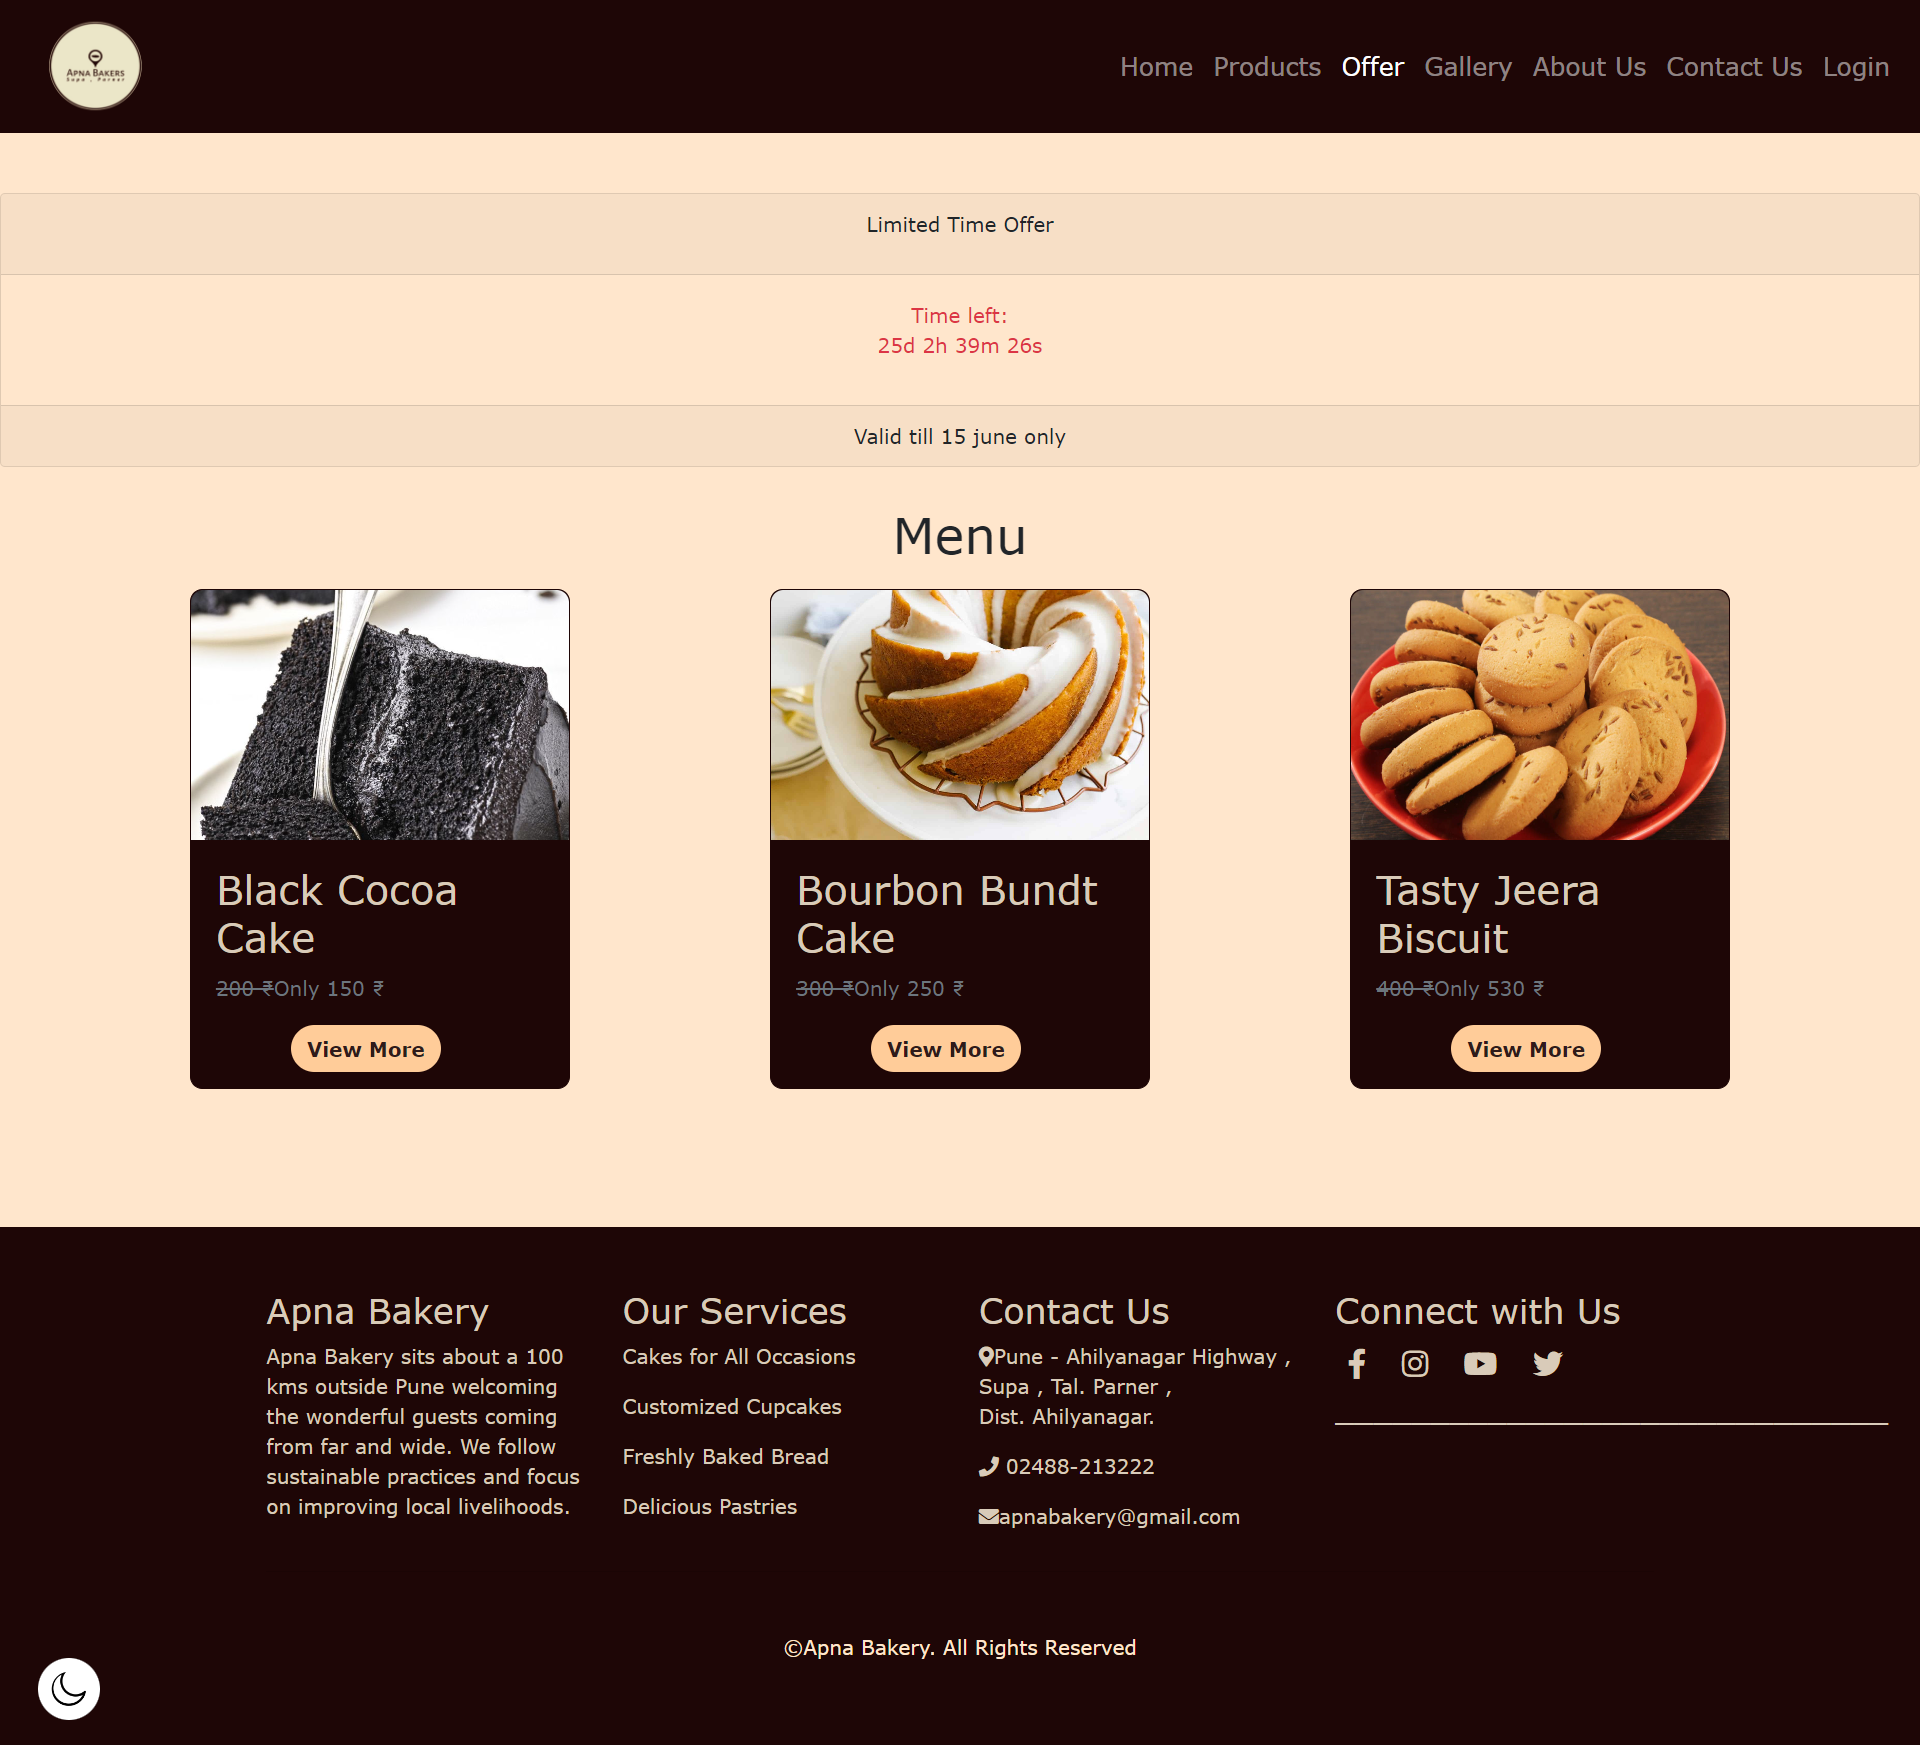 APNA BAKERS
Supa , Parner
Home Products Offer Gallery About Us Contact Us Login
Limited Time Offer
Time left:
25d 2h 39m 26s
Valid till 15 june only
Menu
Black Cocoa
Cake
200 ₹Only 150 ₹
View More
Bourbon Bundt
Cake
300 ₹Only 250 ₹
View More
Tasty Jeera
Biscuit
400 ₹Only 530 ₹
View More
Apna Bakery
Apna Bakery sits about a 100
kms outside Pune welcoming
the wonderful guests coming
from far and wide. We follow
sustainable practices and focus
on improving local livelihoods.
Our Services
Cakes for All Occasions
Customized Cupcakes
Freshly Baked Bread
Delicious Pastries
Contact Us
Pune - Ahilyanagar Highway ,
Supa , Tal. Parner ,
Dist. Ahilyanagar.
02488-213222
apnabakery@gmail.com
Connect with Us
©Apna Bakery. All Rights Reserved